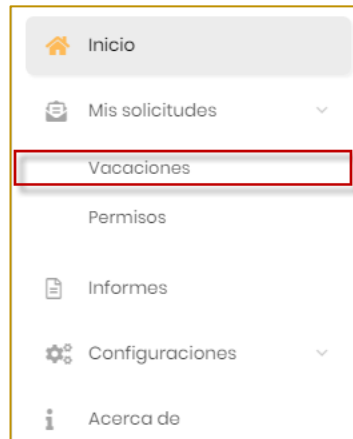 Inicio
Mis solicitudes
Vacaciones
Permisos
Informes
Configuraciones
Acerca de